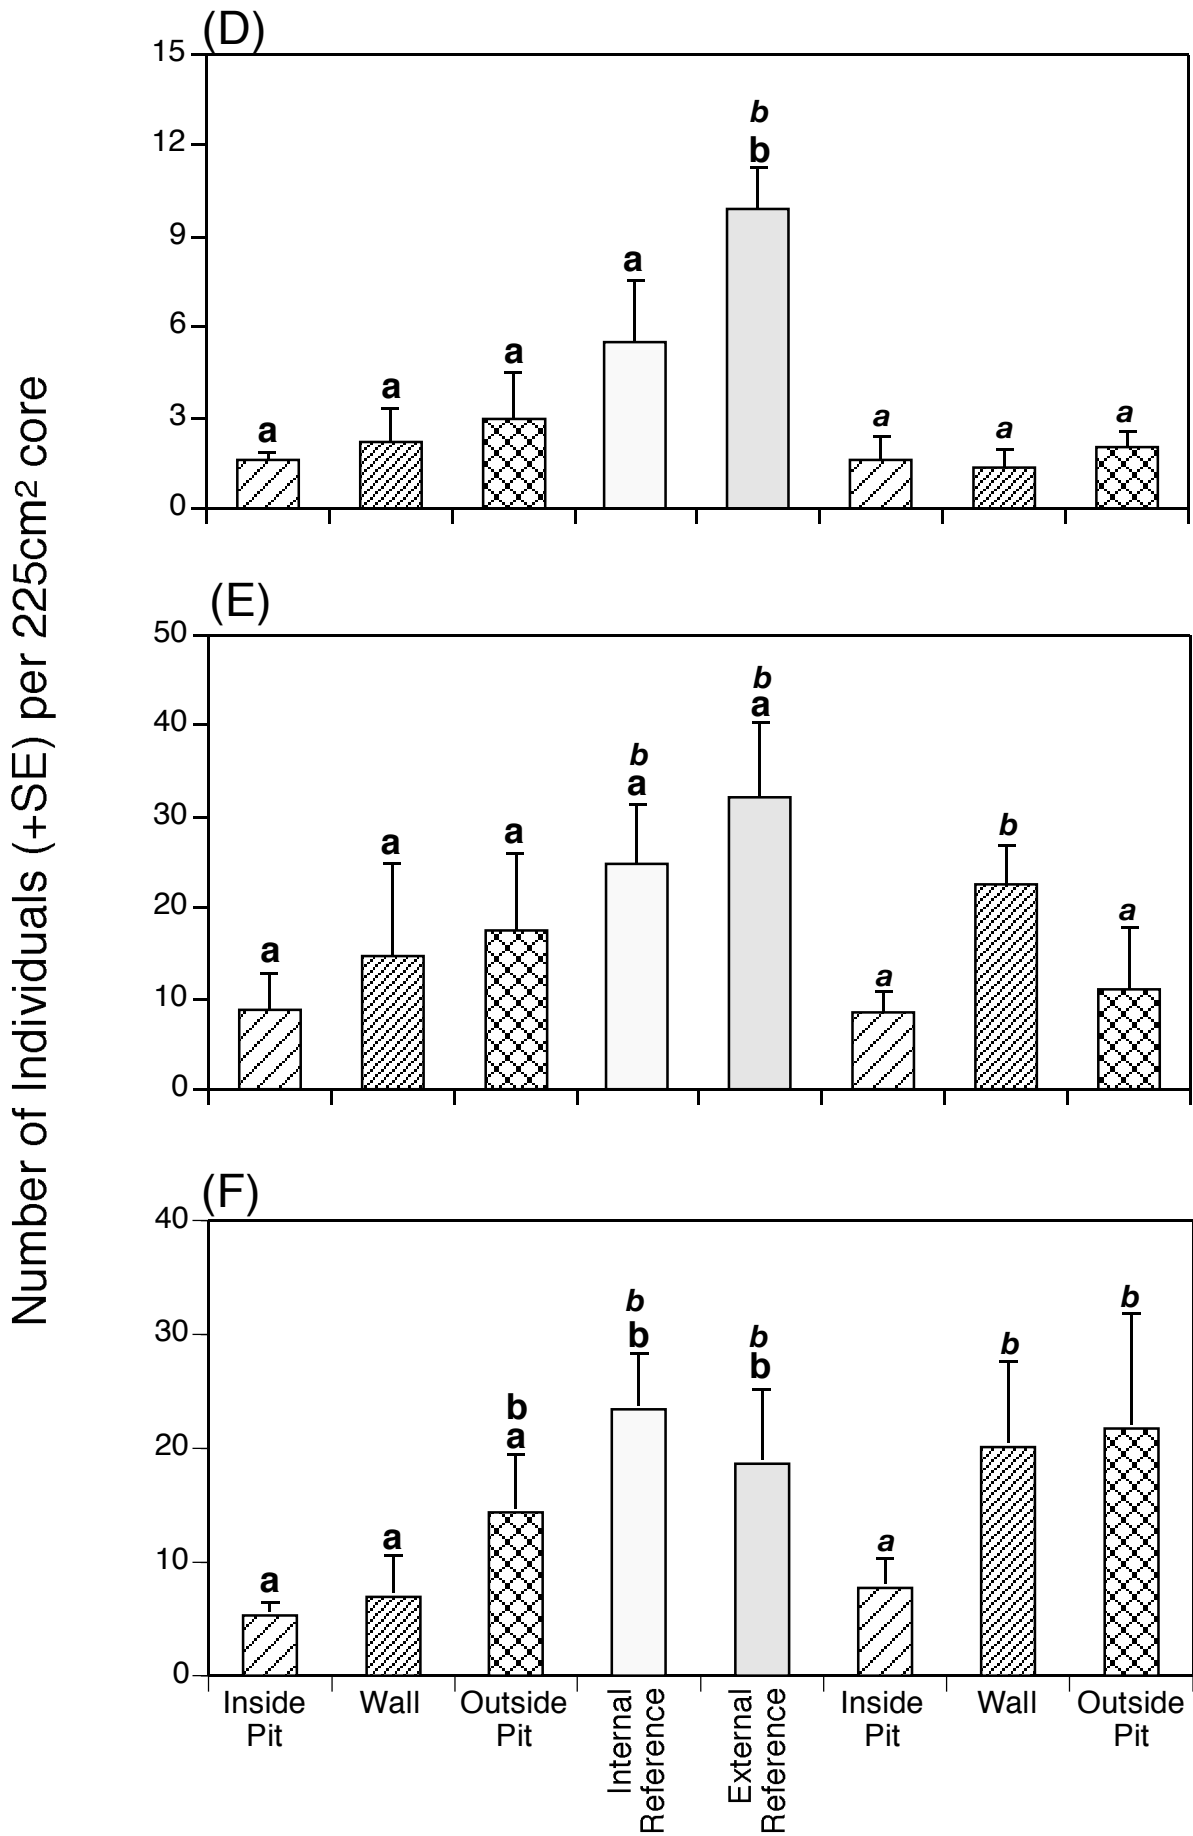 Number of Individuals (+SE) per 225cm² core
(D)
15
12
9
6
3
0
a
a
a
a
b
b
a
a
a
(E)
50
40
30
20
10
0
a
a
a
b
a
b
a
a
b
a
(F)
40
30
20
10
0
a
a
b
a
b
b
b
b
a
b
b
Inside
Pit
Wall
Outside
Pit
Internal
Reference
External
Reference
Inside
Pit
Wall
Outside
Pit